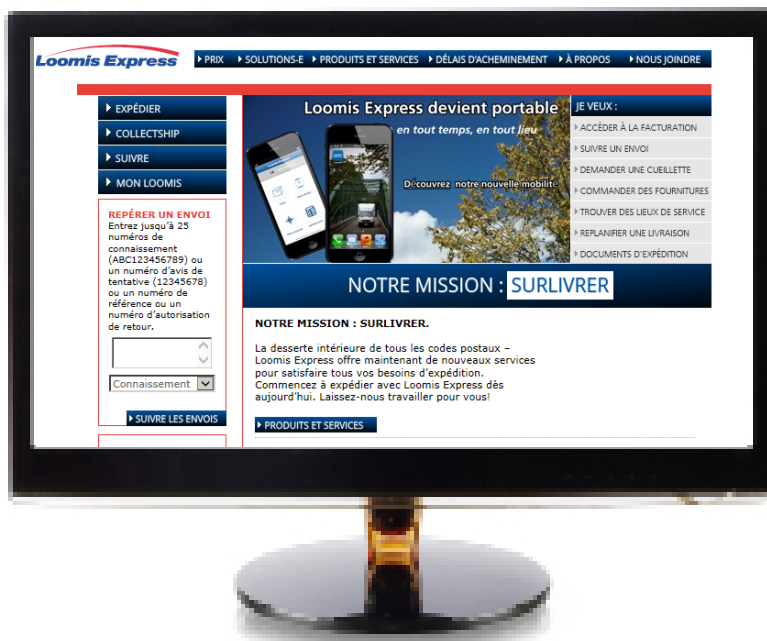 Loomis Express
PRIX SOLUTIONS-E PRODUITS ET SERVICES DÉLAIS D'ACHEMINEMENT À PROPOS NOUS JOINDRE
EXPÉDIER
COLLECTSHIP
SUIVRE
MON LOOMIS
REPÉRER UN ENVOI
Entrez jusqu'à 25
numéros de
connaissement
(ABC123456789) ou
un numéro d'avis de
tentative (12345678)
ou un numéro de
référence ou un
numéro d'autorisation
de retour.
Connaissement
SUIVRE LES ENVOIS
Loomis Express devient portable
en tout temps, en tout lieu
Découvrez notre nouvelle mobilité
JE VEUX :
ACCÉDER À LA FACTURATION
SUIVRE UN ENVOI
DEMANDER UNE CUEILLETTE
COMMANDER DES FOURNITURES
TROUVER DES LIEUX DE SERVICE
REPLANIFIER UNE LIVRAISON
DOCUMENTS D'EXPÉDITION
NOTRE MISSION : SURLIVRER
NOTRE MISSION : SURLIVRER.
La desserte intérieure de tous les codes postaux –
Loomis Express offre maintenant de nouveaux services
pour satisfaire tous vos besoins d'expédition.
Commencez à expédier avec Loomis Express dès
aujourd'hui. Laissez-nous travailler pour vous!
PRODUITS ET SERVICES